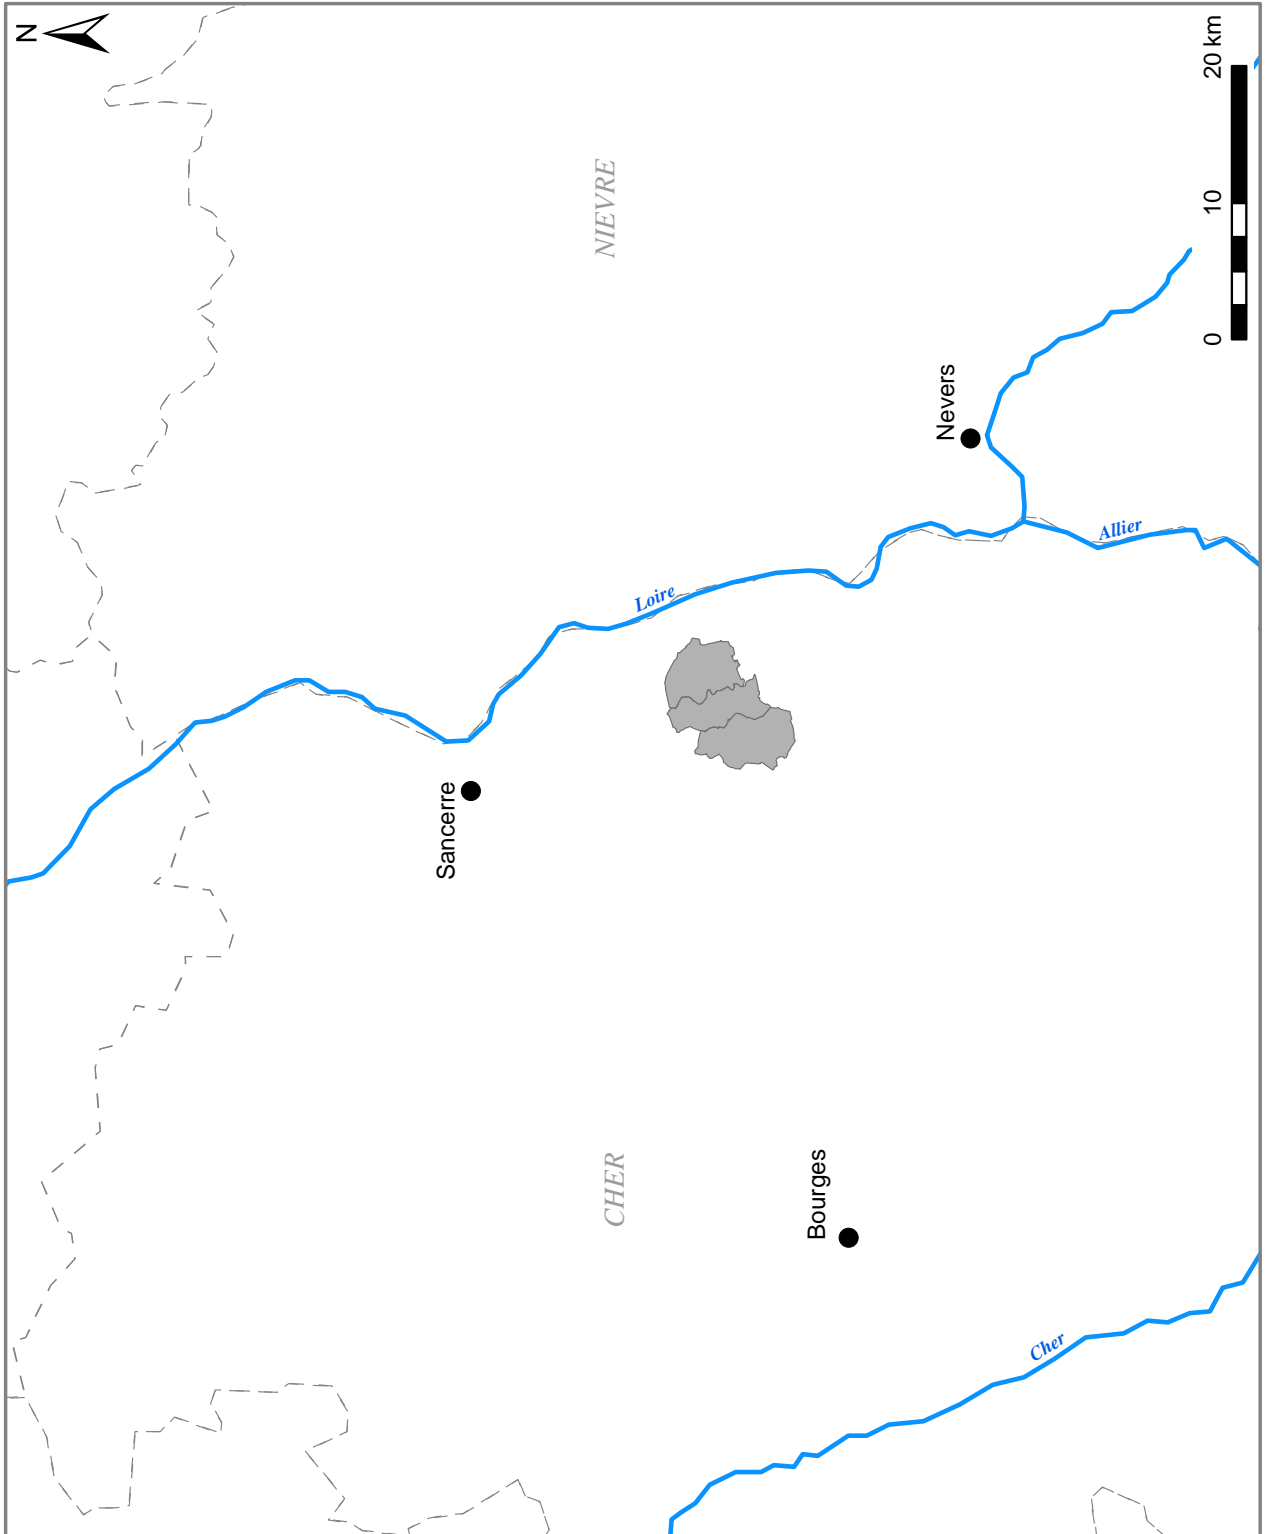 N
NIEVRE
Nevers
Allier
Loire
Sancerre
CHER
Bourges
Cher
0 10 20 km